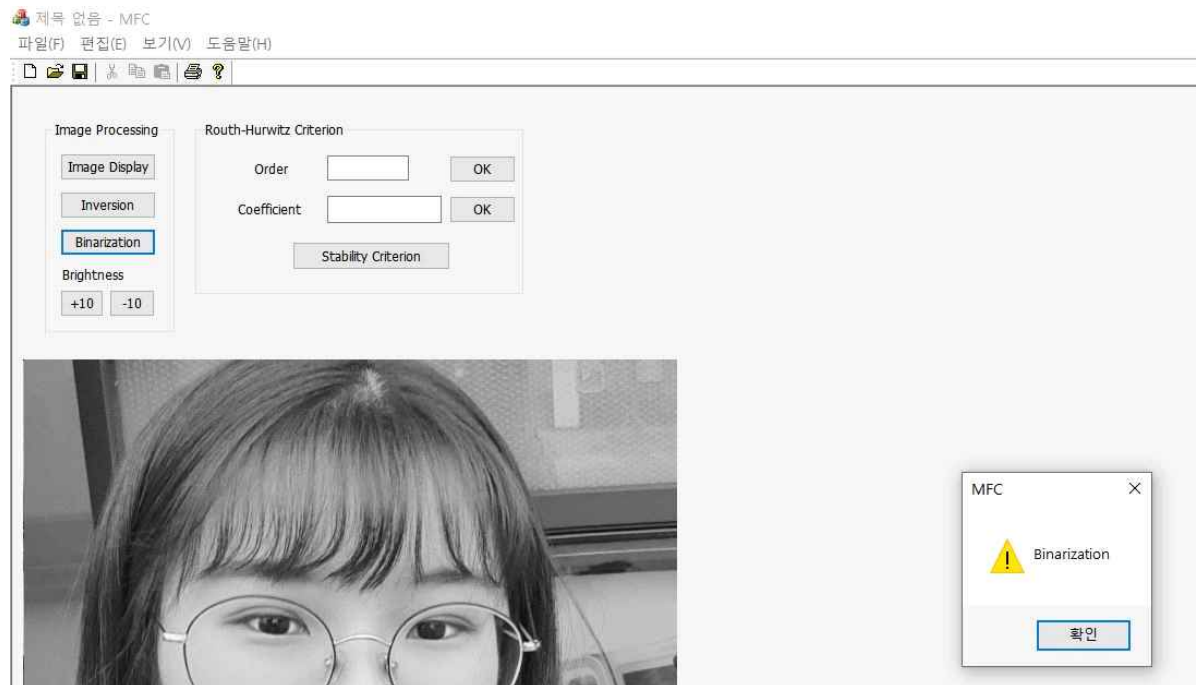 제목 없음 - MFC
파일(F) 편집(E) 보기(V) 도움말(H)
Image Processing
Image Display
Inversion
Binarization
Brightness
+10 -10
Routh-Hurwitz Criterion
Order OK
Coefficient OK
Stability Criterion
MFC
Binarization
확인